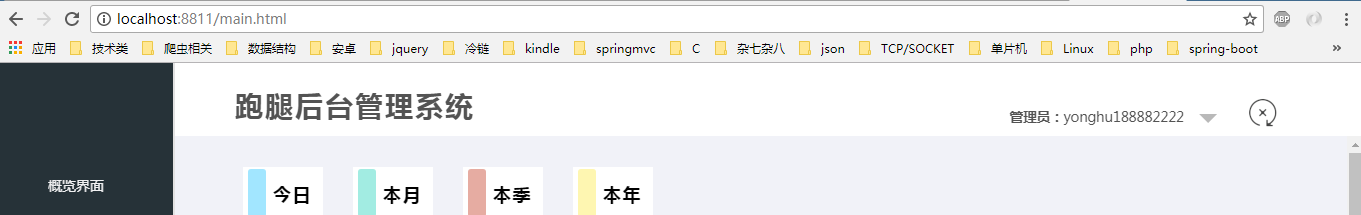 localhost:8811/main.html
ABP
应用 技术类 爬虫相关 数据结构 安卓 jquery 冷链 kindle springmvc C 杂七杂八 json TCP/SOCKET 单片机 Linux php spring-boot »
跑腿后台管理系统
管理员：yonghu188882222
概览界面
今日 本月 本季 本年